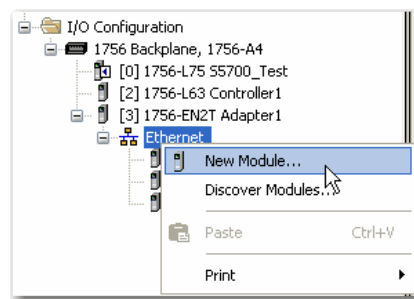 I/O Configuration
1756 Backplane, 1756-A4
[0] 1756-L75 S5700_Test
[2] 1756-L63 Controller1
[3] 1756-EN2T Adapter1
Ethernet
New Module...
Discover Modules...
Paste Ctrl+V
Print